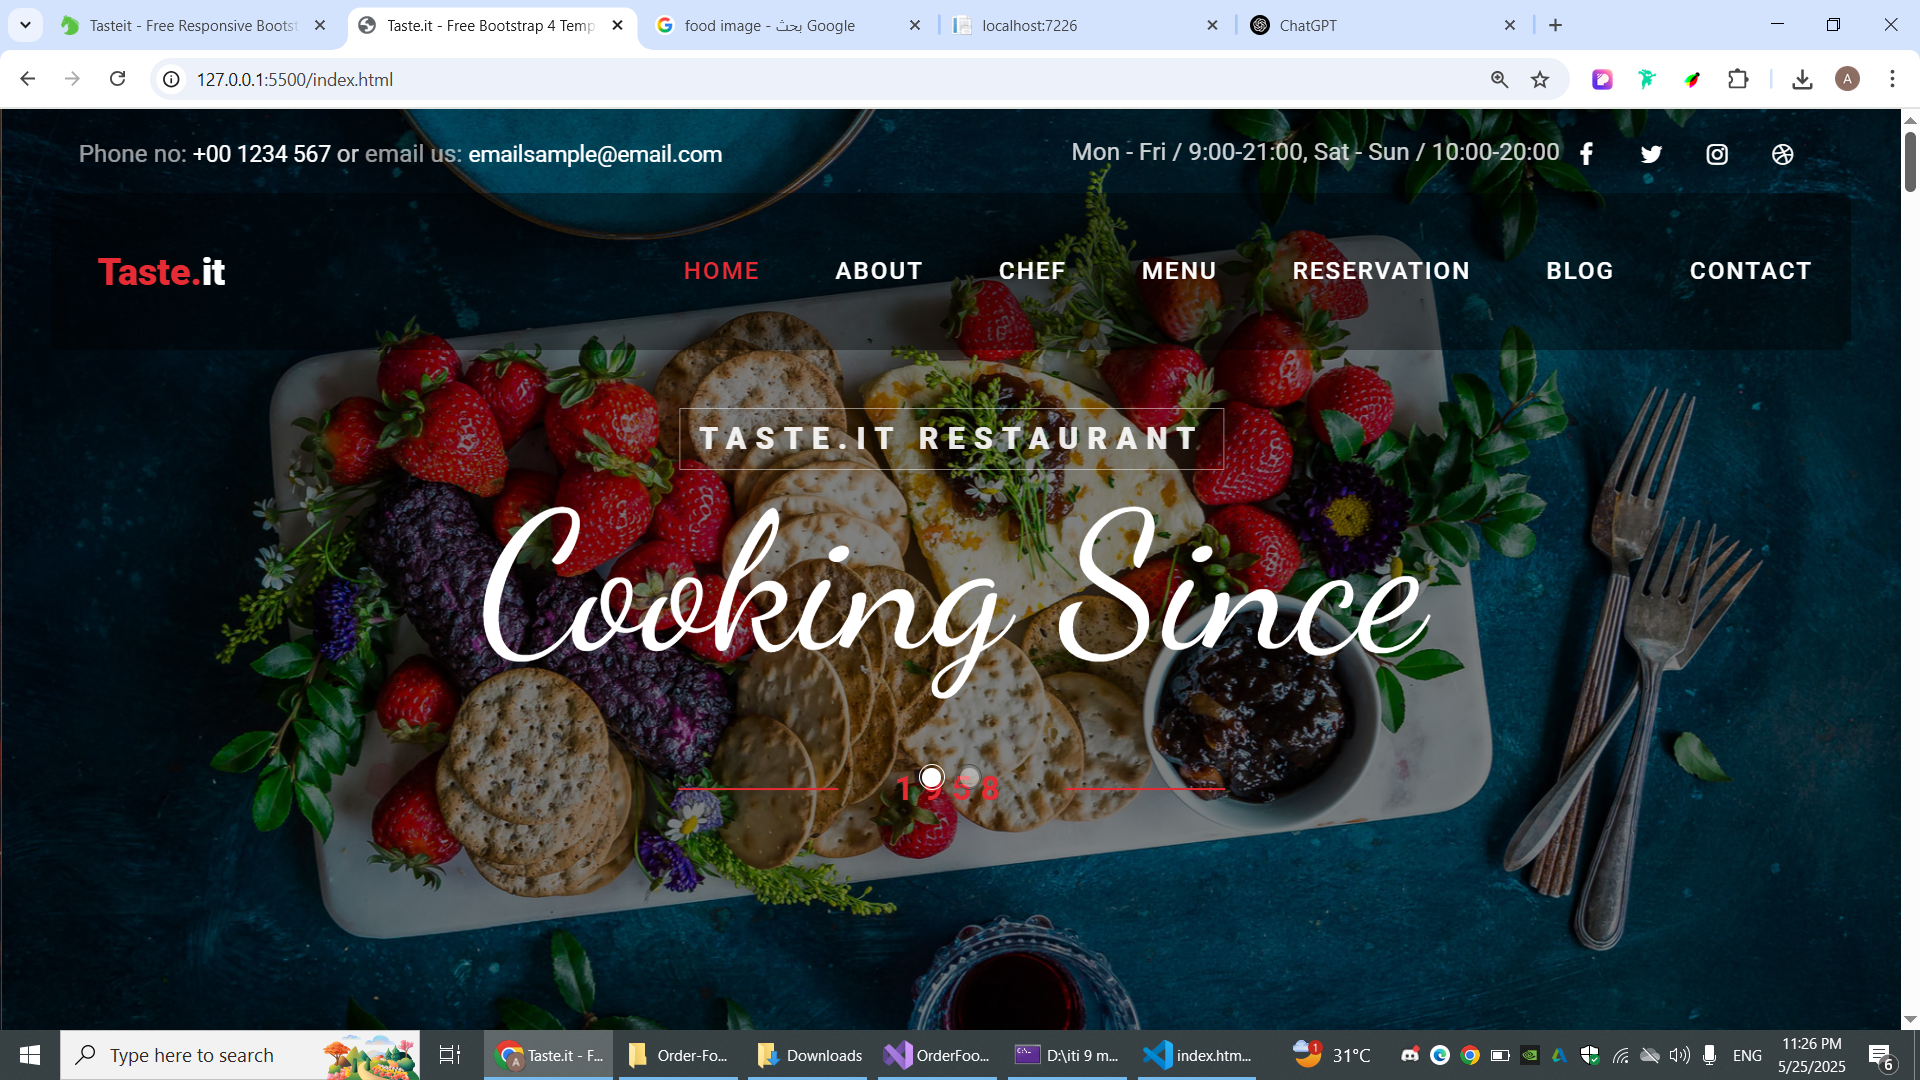 Tasteit - Free Responsive Bootst
Taste.it - Free Bootstrap 4 Temp
food image - بحث Google
localhost:7226
ChatGPT
127.0.0.1:5500/index.html
A
Phone no: +00 1234 567 or email us: emailsample@email.com
Mon - Fri / 9:00-21:00, Sat - Sun / 10:00-20:00
Taste.it
HOME
ABOUT
CHEF
MENU
RESERVATION
BLOG
CONTACT
TASTE.IT RESTAURANT
Cooking Since
1958
Type here to search
A
Taste.it - F...
Order-Fo...
Downloads
OrderFoo...
D:\iti 9 m...
index.htm...
1
31°C
ENG
11:26 PM
5/25/2025
6